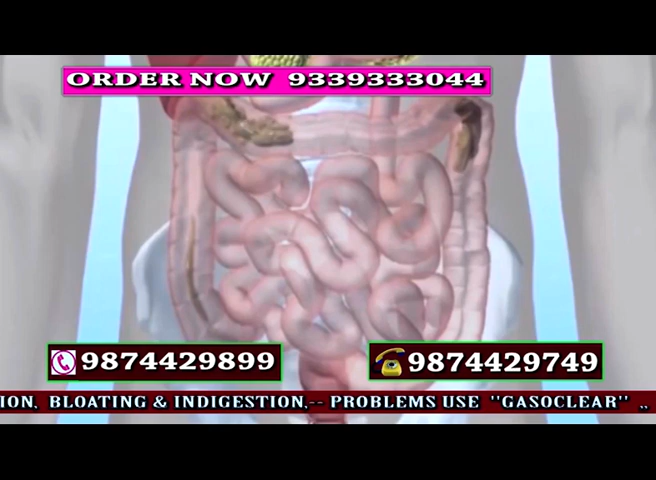 ORDER NOW 9339333044
9874429899
9874429749
ION, BLOATING & INDIGESTION,-- PROBLEMS USE "GASOCLEAR" ,,